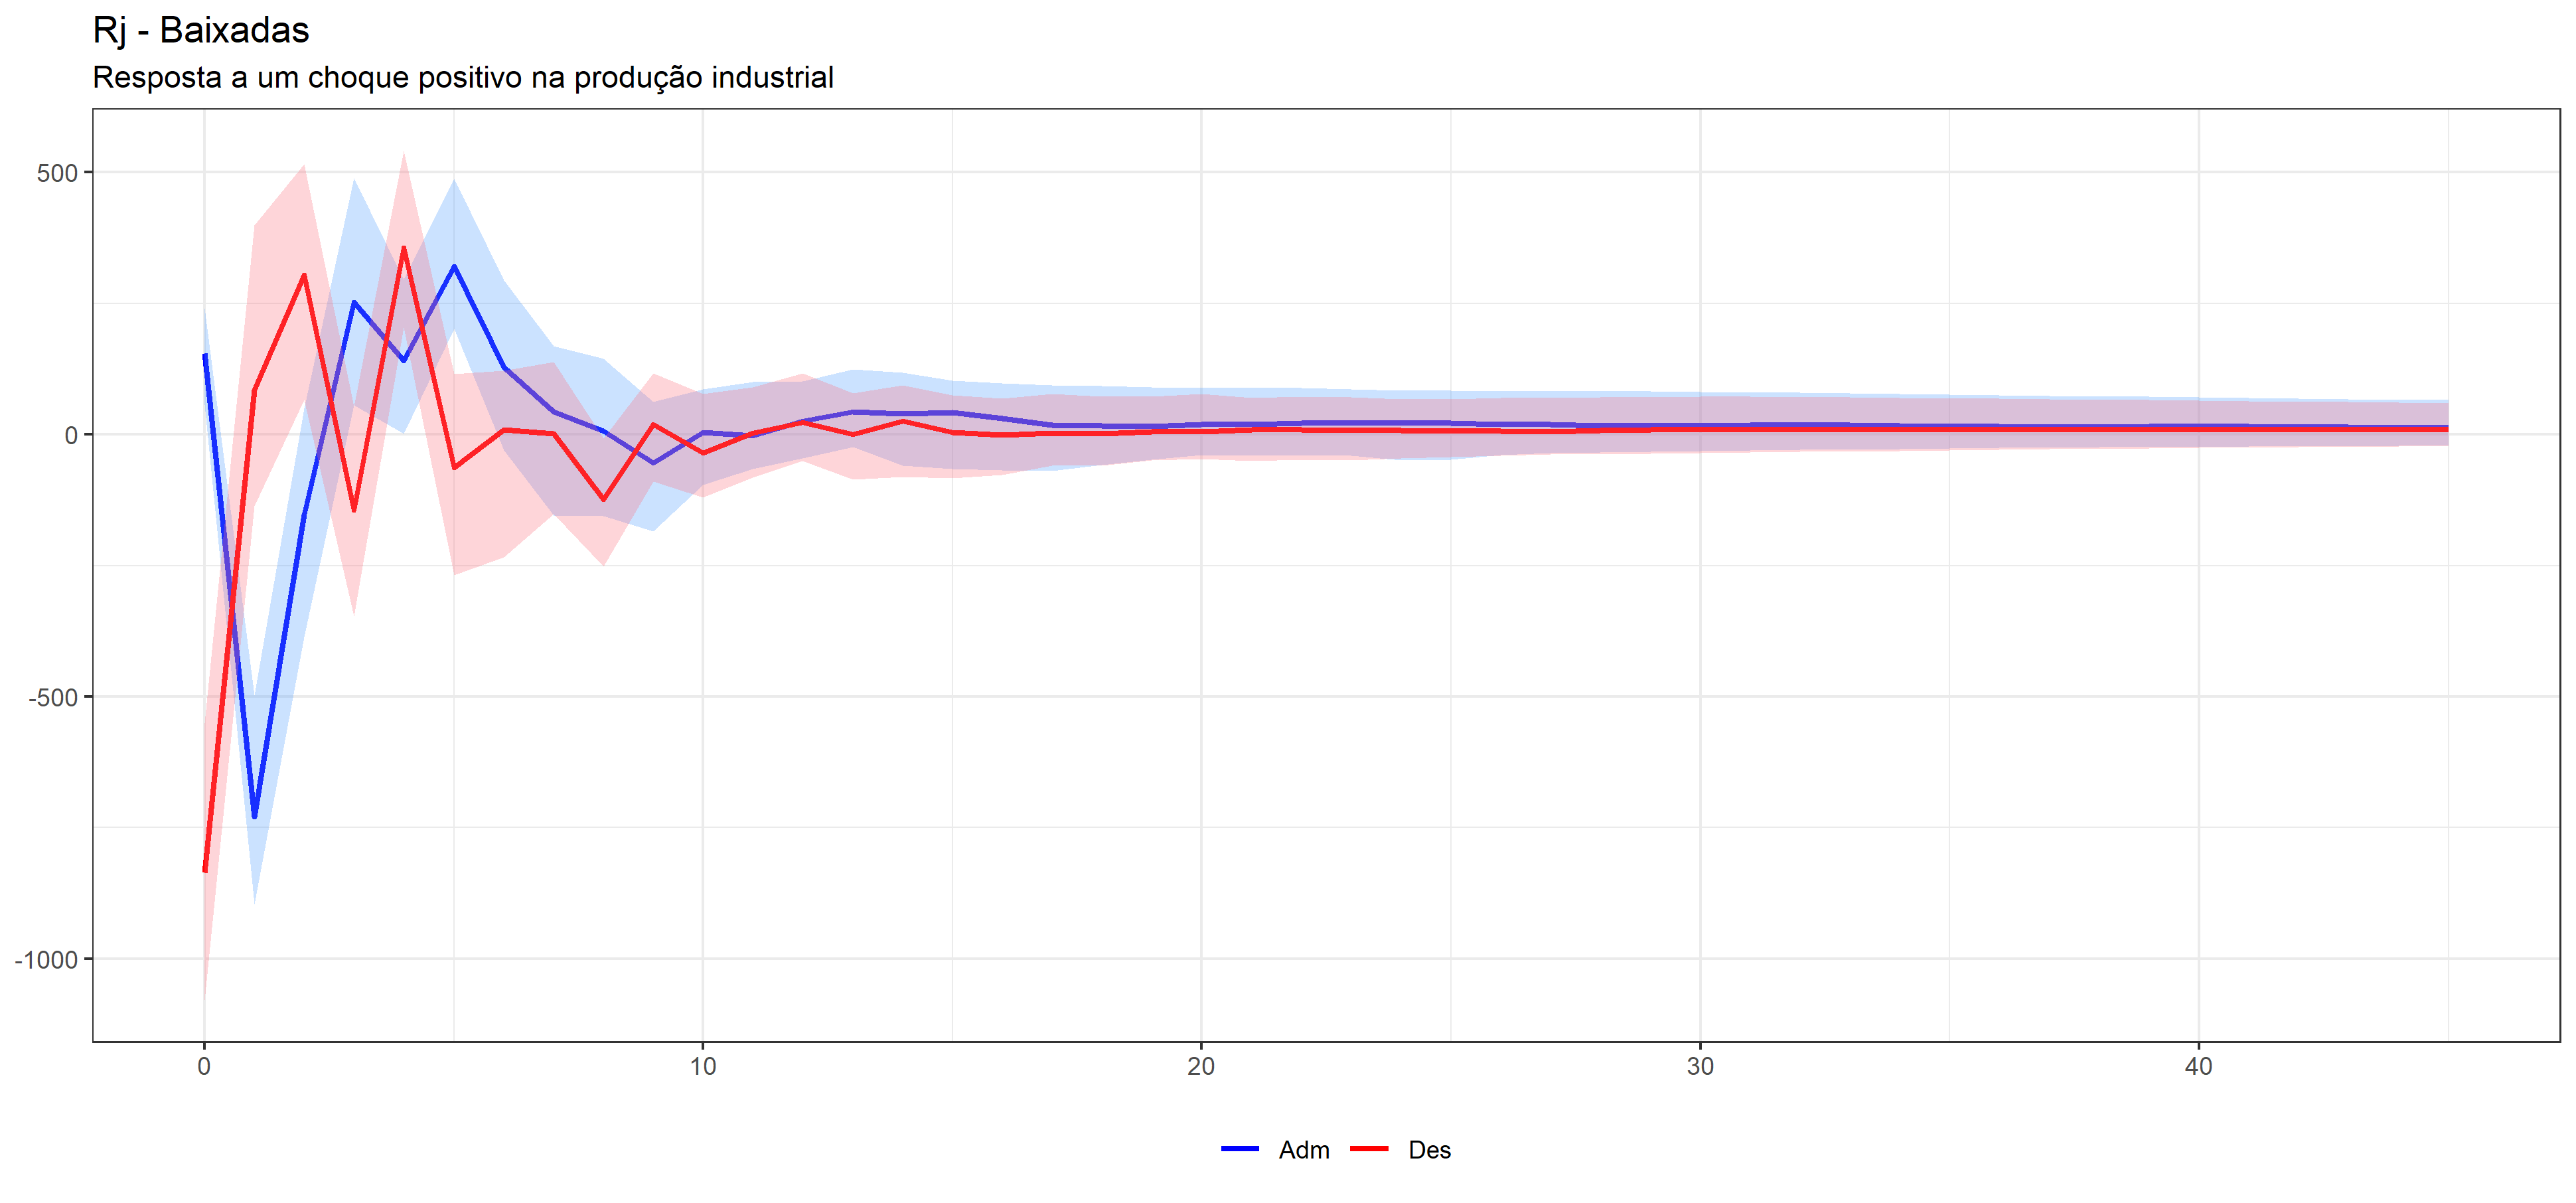 Rj - Baixadas
Resposta a um choque positivo na produção industrial
500
0
-500
-1000
0 10 20 30 40
Adm Des